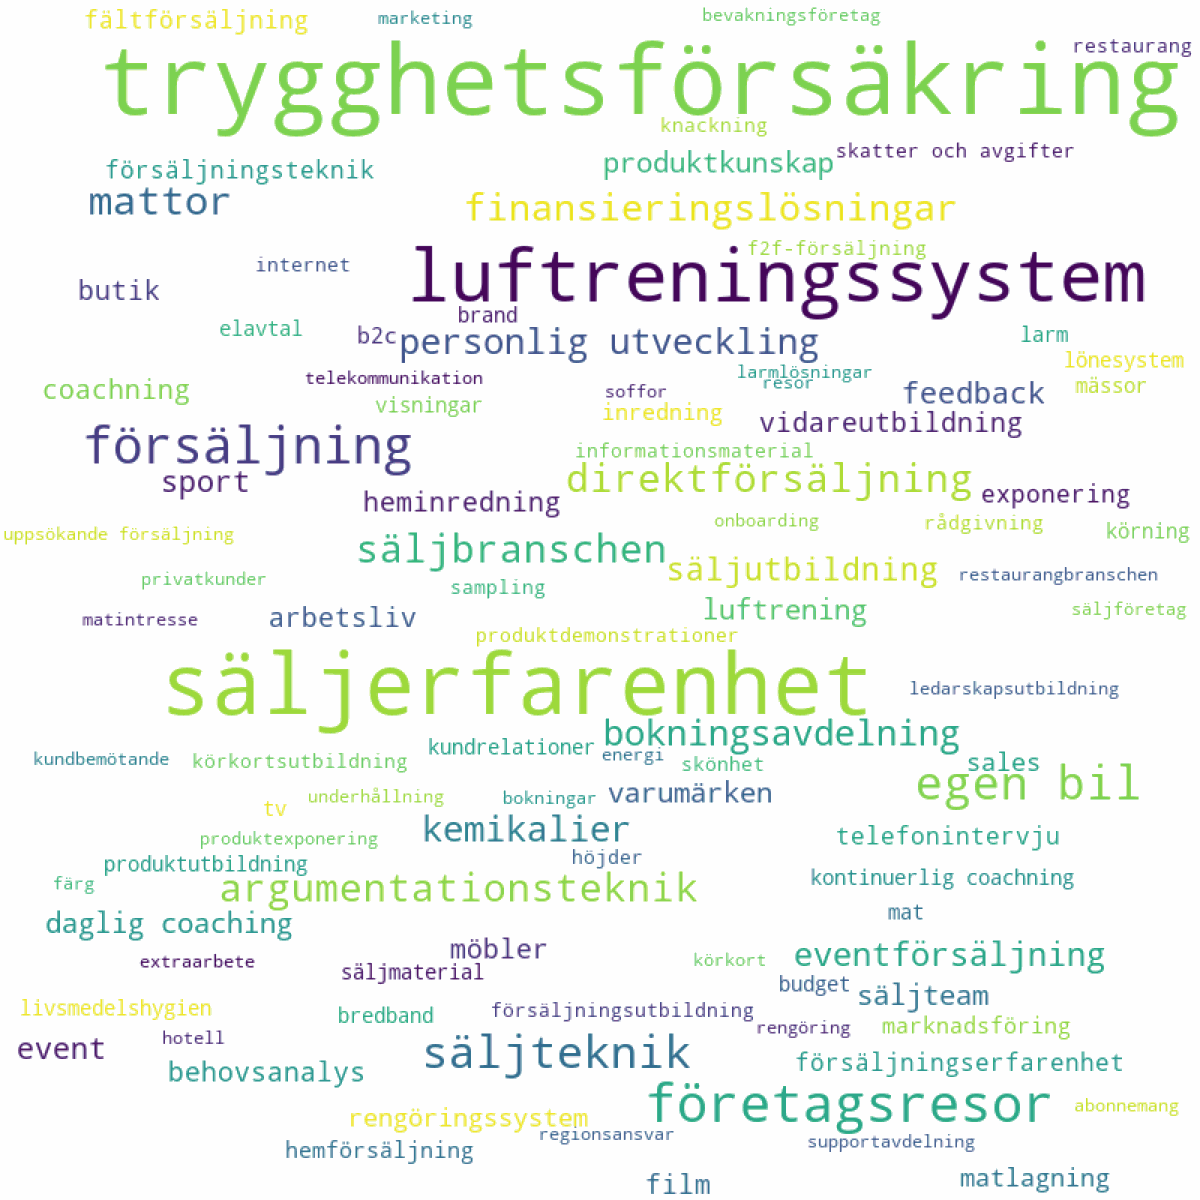 fältförsäljning
marketing
bevakningsföretag
restaurang
trygghetsförsäkring
knackning
skatter och avgifter
försäljningsteknik
produktkunskap
mattor
finansieringslösningar
f2f-försäljning
internet
luftreningssystem
butik
brand
elavtal
b2c
personlig utveckling
larm
lönesystem
telekommunikation
larmlösningar
resor
coachning
soffor
feedback
mässor
visningar
inredning
vidareutbildning
försäljning
informationsmaterial
sport
direktförsäljning
heminredning
exponering
uppsökande försäljning
onboarding
rådgivning
körning
säljbranschen
säljutbildning
restaurangbranschen
privatkunder
sampling
matintresse
arbetsliv
luftrening
säljföretag
produktdemonstrationer
säljerfarenhet
ledarskapsutbildning
bokningsavdelning
kundbemötande
körkortsutbildning
kundrelationer
energi
skönhet
sales
egen bil
tv
underhållning
bokningar
varumärken
produktexponering
kemikalier
telefonintervju
produktutbildning
höjder
färg
argumentationsteknik
kontinuerlig coachning
mat
daglig coaching
möbler
eventförsäljning
extraarbete
säljmaterial
körkort
budget
säljteam
livsmedelshygien
bredband
försäljningsutbildning
rengöring
marknadsföring
event
hotell
säljteknik
försäljningserfarenhet
behovsanalys
företagsresor
abonnemang
rengöringssystem
regionsansvar
supportavdelning
hemförsäljning
film
matlagning